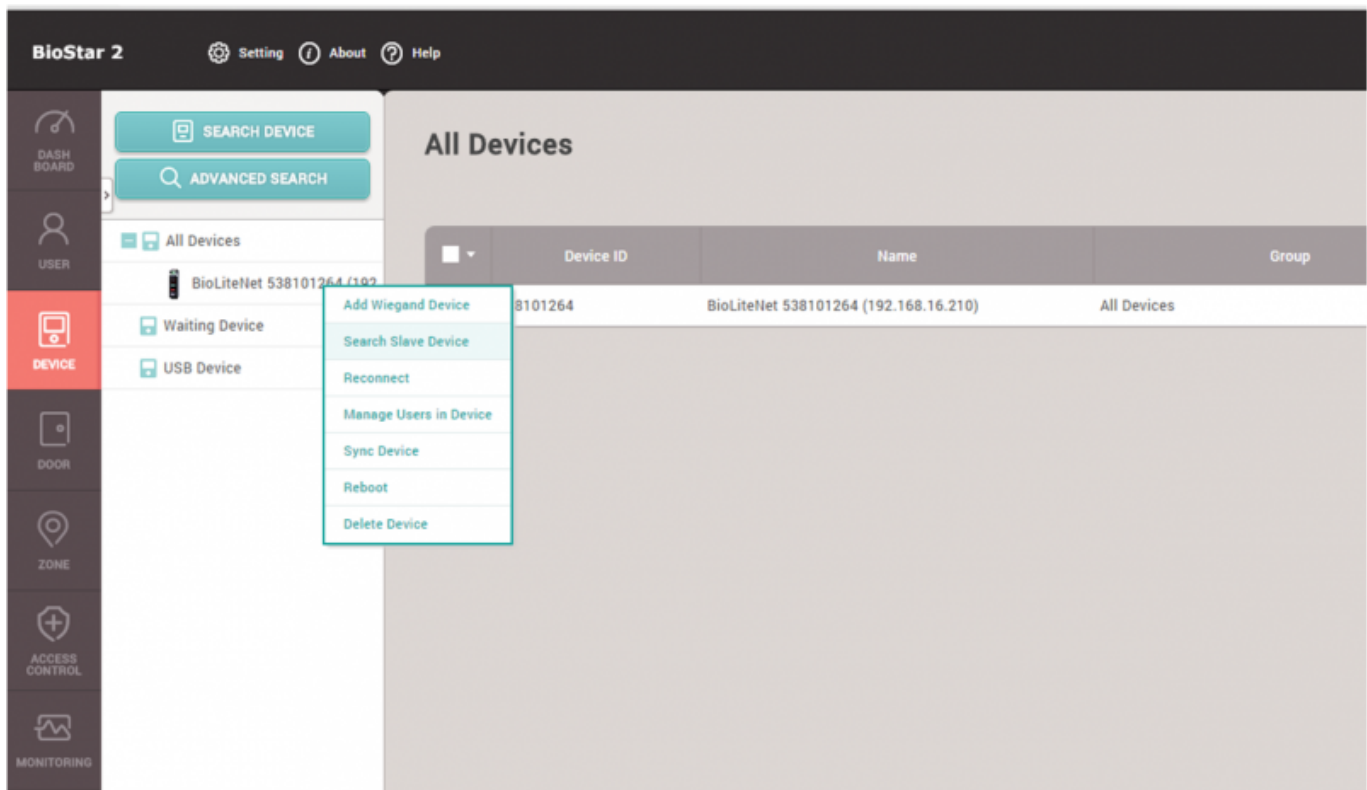 BioStar 2
Setting
About
Help
DASH
BOARD
USER
DEVICE
DOOR
ZONE
ACCESS
CONTROL
MONITORING
SEARCH DEVICE
ADVANCED SEARCH
All Devices
BioLiteNet 538101264 (192
Waiting Device
USB Device
Add Wiegand Device
Search Slave Device
Reconnect
Manage Users in Device
Sync Device
Reboot
Delete Device
All Devices
Device ID Name Group
8101264 BioLiteNet 538101264 (192.168.16.210) All Devices